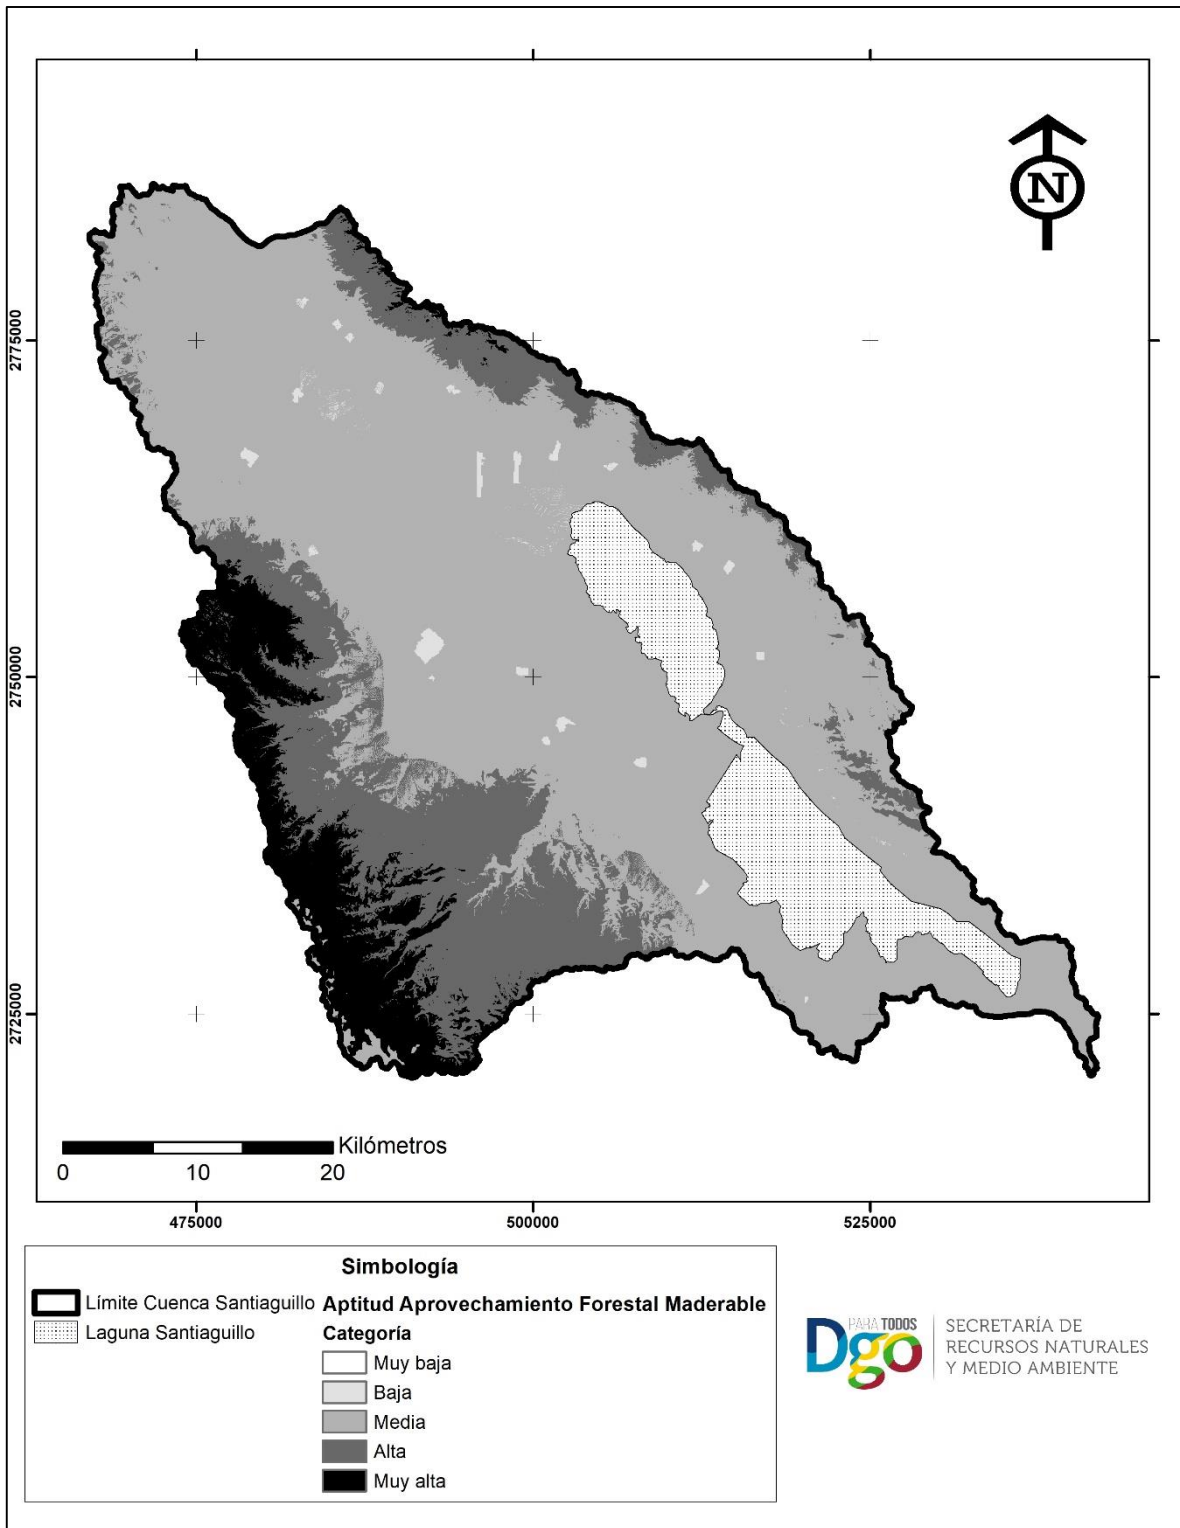 N
2775000
2750000
2725000
2775000
Kilómetros
0 10 20
475000 500000 525000
Simbología
Límite Cuenca Santiaguillo
Laguna Santiaguillo
Aptitud Aprovechamiento Forestal Maderable
Categoría
Muy baja
Baja
Media
Alta
Muy alta
Dgo
PARA TODOS
SECRETARÍA DE
RECURSOS NATURALES
Y MEDIO AMBIENTE